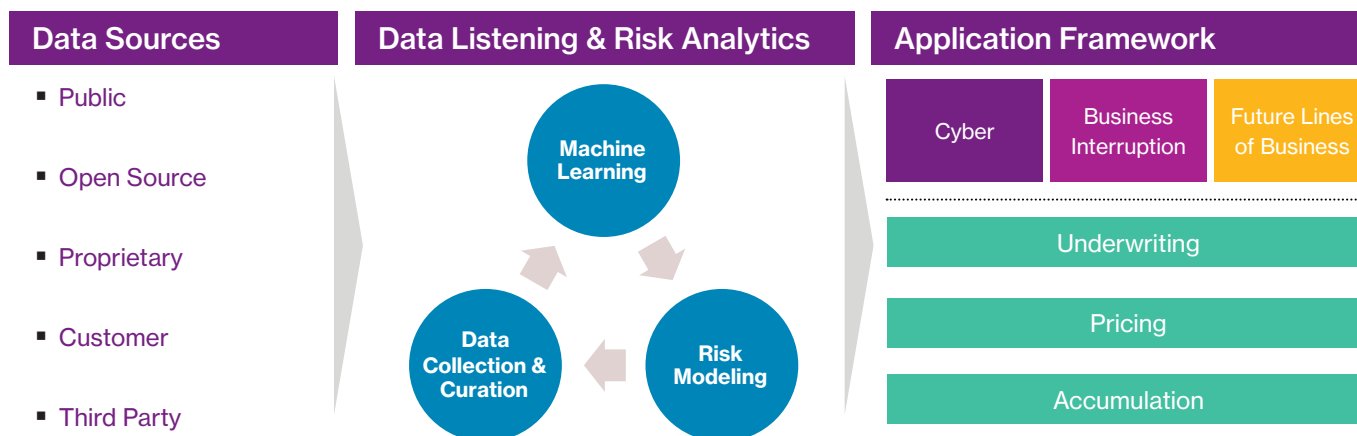 Data Sources
▪ Public
▪ Open Source
▪ Proprietary
▪ Customer
▪ Third Party
Data Listening & Risk Analytics
Machine
Learning
Risk
Modeling
Data
Collection &
Curation
Application Framework
Cyber
Business
Interruption
Future Lines
of Business
Underwriting
Pricing
Accumulation